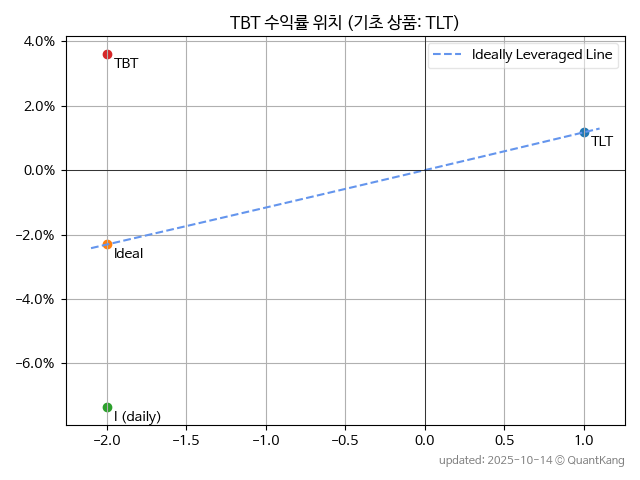 TBT 수익률 위치 (기초 상품: TLT)
4.0%
2.0%
0.0%
−2.0%
−4.0%
−6.0%
Ideally Leveraged Line
TBT
TLT
Ideal
I (daily)
−2.0 −1.5 −1.0 −0.5 0.0 0.5 1.0
updated: 2025-10-14 © QuantKang